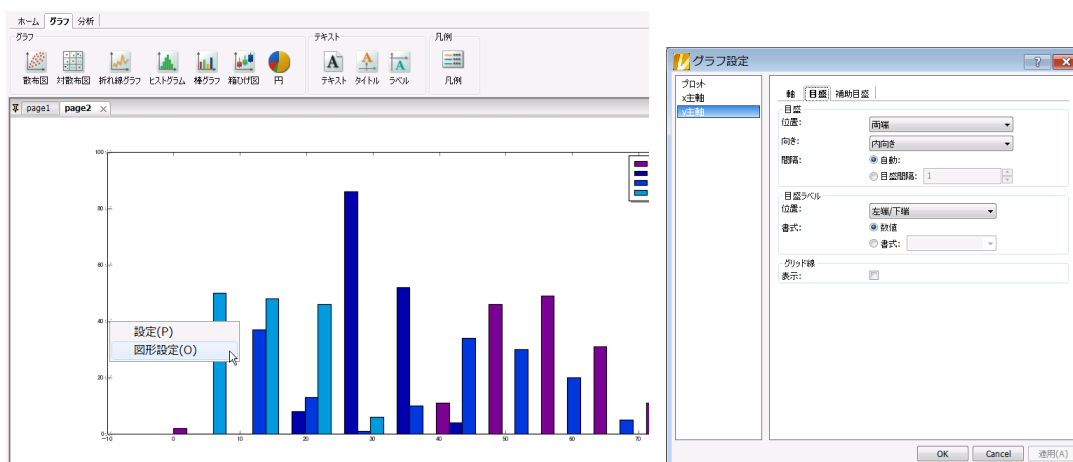 ホーム グラフ 分析
グラフ テキスト 凡例
散布図 対散布図 折れ線グラフ ヒストグラム 棒グラフ 箱ひげ図 円 テキスト タイトル ラベル 凡例
page1 page2
100
80
60
40
20
0
-10 0 10 20 30 40 50 60 70
設定(P)
図形設定(O)
グラフ設定
プロット
x主軸
y主軸
軸 目盛 補助目盛
目盛
位置: 両端
向き: 内向き
間隔: 自動:
目盛間隔: 1
目盛ラベル
位置: 左端/下端
書式: 数値
書式:
グリッド線
表示:
OK Cancel 適用(A)